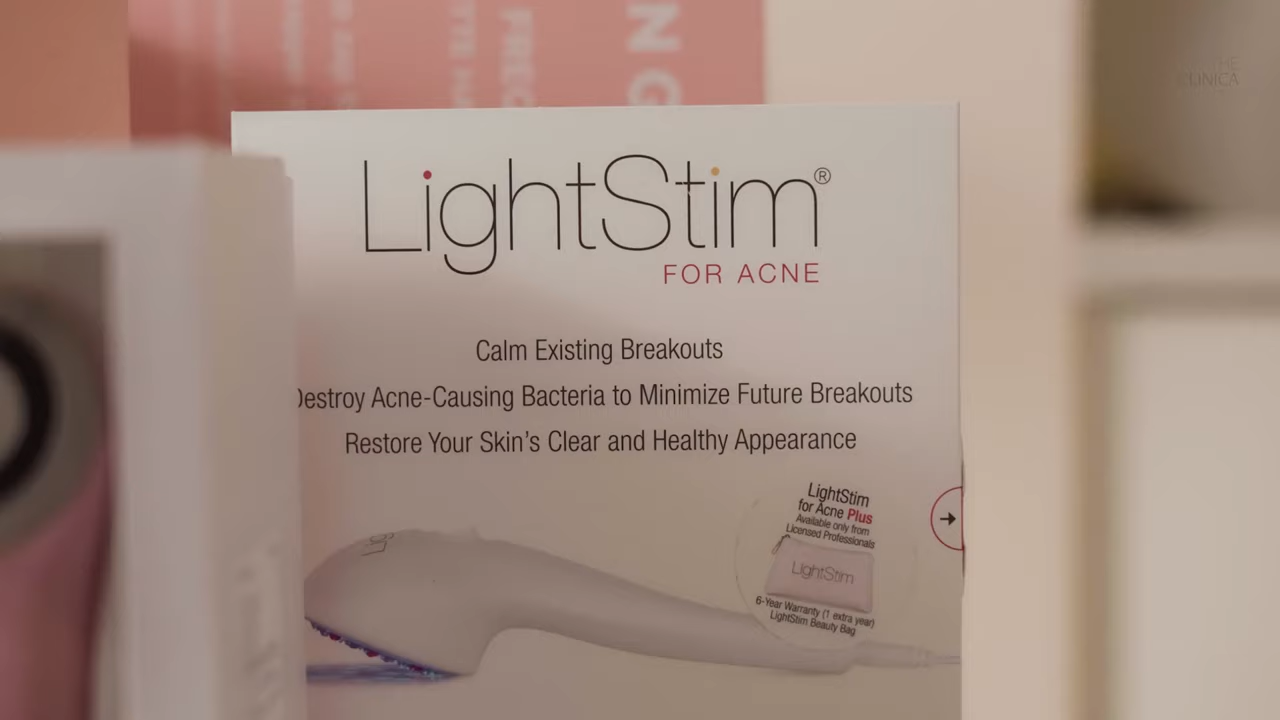 THE
CLINICA
LightStim®
FOR ACNE
Calm Existing Breakouts
Destroy Acne-Causing Bacteria to Minimize Future Breakouts
Restore Your Skin's Clear and Healthy Appearance
LightStim
for Acne Plus
Available only from
Licensed Professionals
LightStim
6-Year Warranty (1 extra year)
LightStim Beauty Bag